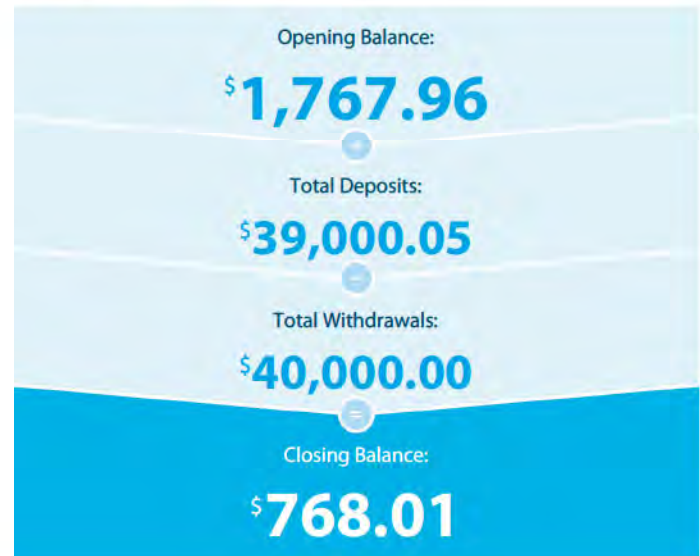 Opening Balance:
$1,767.96
+
Total Deposits:
$39,000.05
–
Total Withdrawals:
$40,000.00
=
Closing Balance:
$768.01